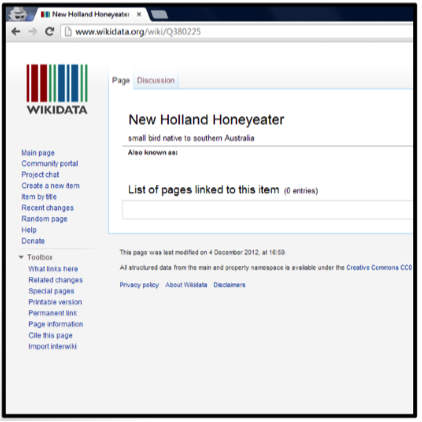 New Holland Honeyeater
www.wikidata.org/wiki/Q380225
WIKIDATA
Page Discussion
New Holland Honeyeater
small bird native to southern Australia
Also known as:
List of pages linked to this item (0 entries)
Main page
Community portal
Project chat
Create a new item
Item by title
Recent changes
Random page
Help
Donate
Toolbox
What links here
Related changes
Special pages
Printable version
Permanent link
Page information
Cite this page
Import interwiki
This page was last modified on 4 December 2012, at 16:59.
All structured data from the main and property namespace is available under the Creative Commons CC0
Privacy policy About Wikidata Disclaimers